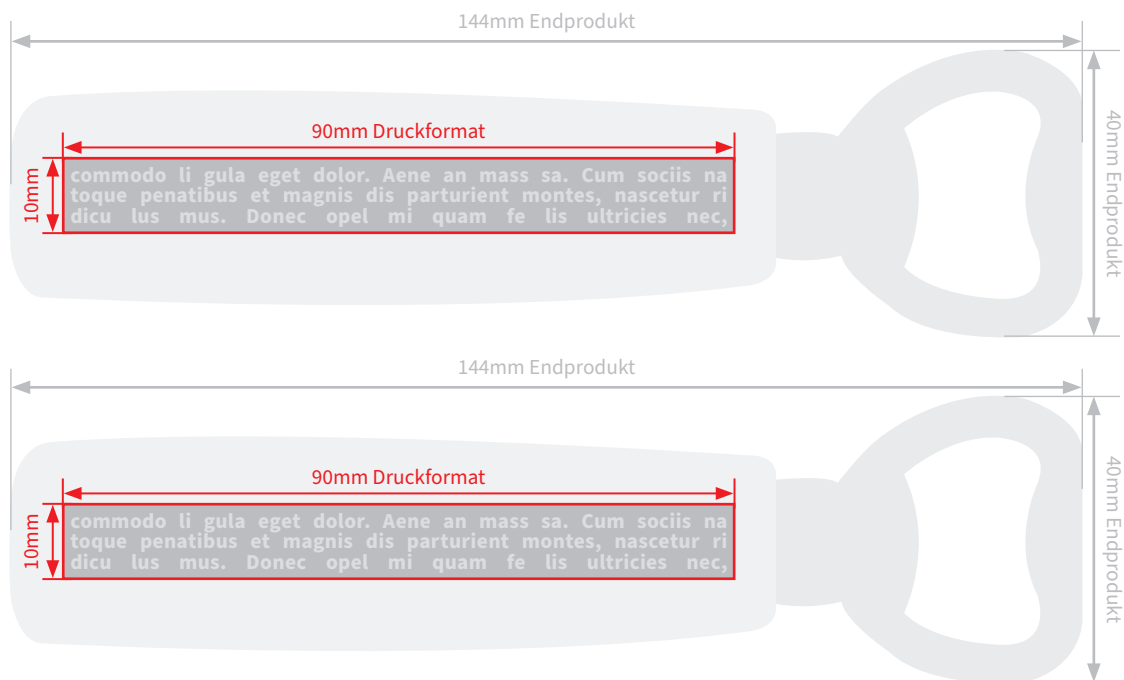 144mm Endprodukt
90mm Druckformat
10mm
40mm Endprodukt
commodo li gula eget dolor. Aene an mass sa. Cum sociis na
toque penatibus et magnis dis parturient montes, nascetur ri
dicu lus mus. Donec opel mi quam fe lis ultricies nec,
144mm Endprodukt
90mm Druckformat
10mm
40mm Endprodukt
commodo li gula eget dolor. Aene an mass sa. Cum sociis na
toque penatibus et magnis dis parturient montes, nascetur ri
dicu lus mus. Donec opel mi quam fe lis ultricies nec,